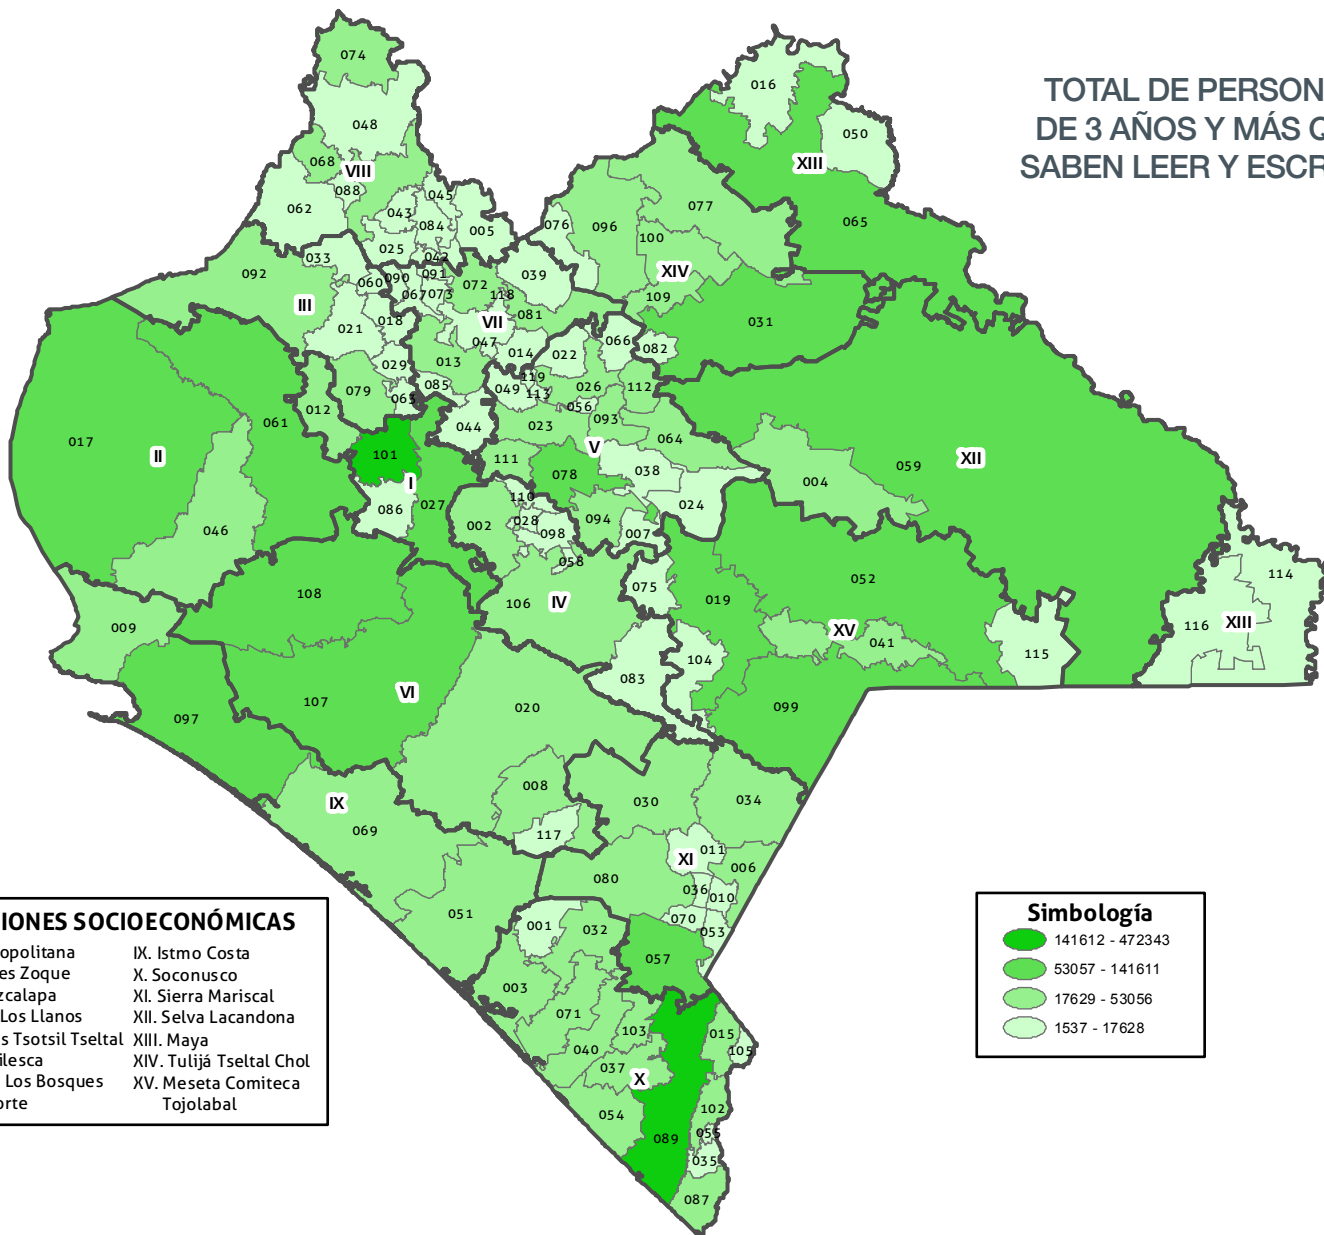 TOTAL DE PERSON
DE 3 AÑOS Y MÁS Q
SABEN LEER Y ESCR
074
016
048
050
068
VIII
XIII
088
045
062
043
077
084
076
096
065
005
100
025
042
092
033
XIV
091
039
090
060
072
067
073
118
109
III
081
VII
018
031
021
047
066
082
014
022
013
029
119
085
049
026
112
079
113
063
056
012
093
044
061
023
064
017
V
101
II
XII
111
038
059
078
004
I
110
027
024
086
028
094
002
046
098
007
058
052
114
075
108
019
106
IV
116
XIII
009
XV
041
115
104
083
107
VI
020
099
097
008
034
030
IX
069
117
011
XI
006
080
036
010
051
070
001
032
053
057
003
071
103
015
040
105
037
X
102
054
055
089
035
087
IONES SOCIOECONÓMICAS
opolitana
es Zoque
zcalapa
Los Llanos
s Tsotsil Tseltal
ilesca
Los Bosques
orte
IX. Istmo Costa
X. Soconusco
XI. Sierra Mariscal
XII. Selva Lacandona
XIII. Maya
XIV. Tulijá Tseltal Chol
XV. Meseta Comiteca
Tojolabal
Simbología
141612 - 472343
53057 - 141611
17629 - 53056
1537 - 17628